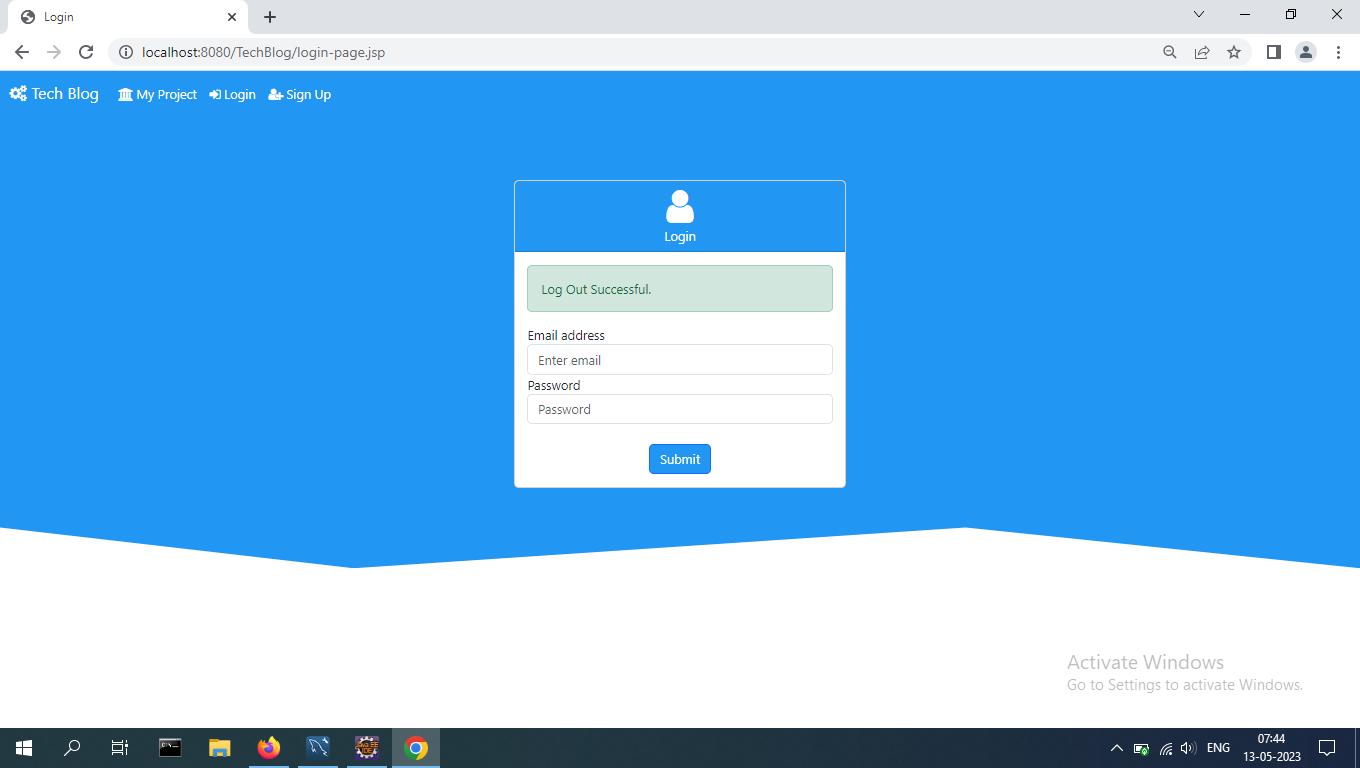 Login
localhost:8080/TechBlog/login-page.jsp
Tech Blog My Project Login Sign Up
Login
Log Out Successful.
Email address
Enter email
Password
Password
Submit
Activate Windows
Go to Settings to activate Windows.
ENG
07:44
13-05-2023